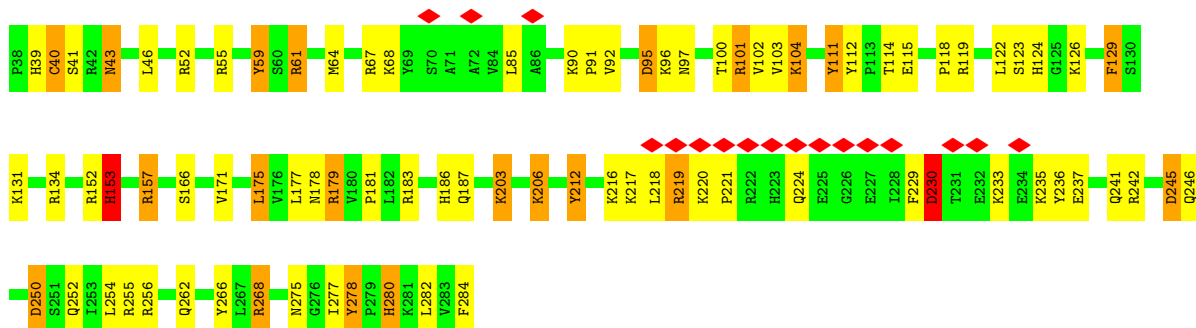 P38 H39 C40 S41 R42 N43 L46 R52 R55 Y59 S60 R61 M64 R67 K68 Y69 S70 A71 A72 V84 L85 A86 K90 P91 V92 D95 K96 N97 T100 R101 V102 V103 K104 Y111 Y112 P113 T114 E115 P118 R119 L122 S123 H124 G125 K126 F129 S130
K131 R134 R152 H153 R157 S166 V171 L175 V176 L177 N178 R179 V180 P181 L182 R183 H186 Q187 K203 K206 Y212 K216 K217 L218 R219 K220 P221 R222 H223 Q224 E225 G226 E227 I228 F229 D230 T231 E232 K233 E234 K235 Y236 E237 Q241 R242 D245 Q246
D250 S251 Q252 I253 L254 R255 R256 Q262 Y266 L267 R268 N275 G276 I277 Y278 P279 H280 K281 L282 V283 F284